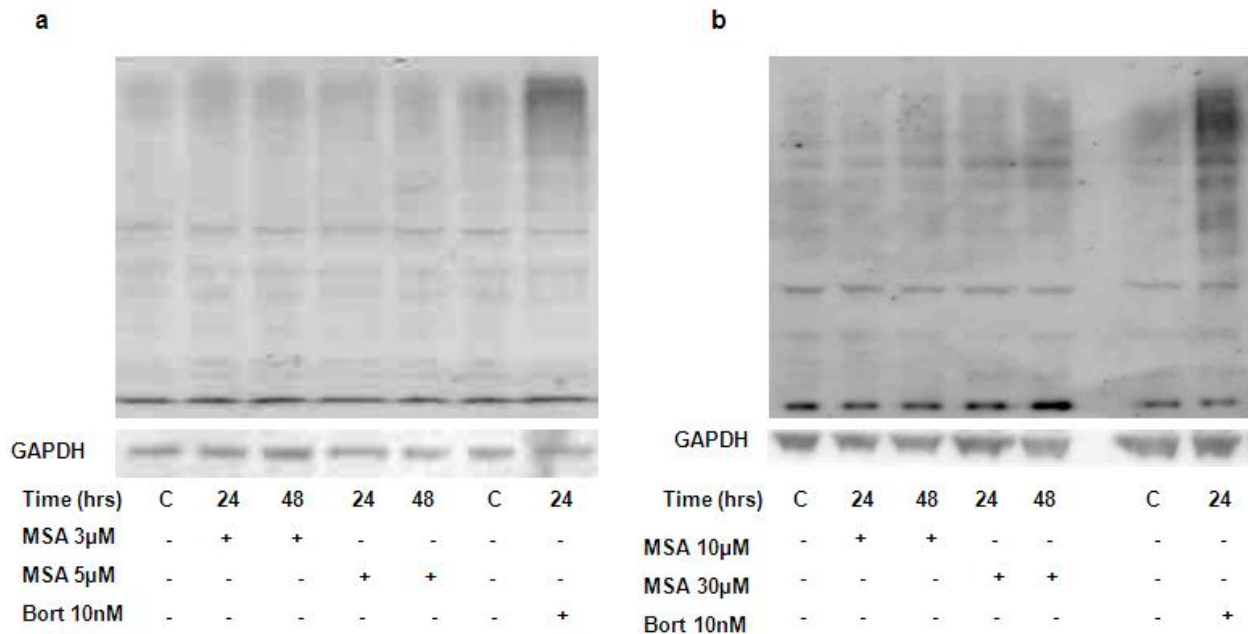 a
GAPDH
Time (hrs) C 24 48 24 48 C 24
MSA 3µM - + + - - - -
MSA 5µM - - - + + - -
Bort 10nM - - - - - - +
b
GAPDH
Time (hrs) C 24 48 24 48 C 24
MSA 10µM - + + - - - -
MSA 30µM - - - + + - -
Bort 10nM - - - - - - +